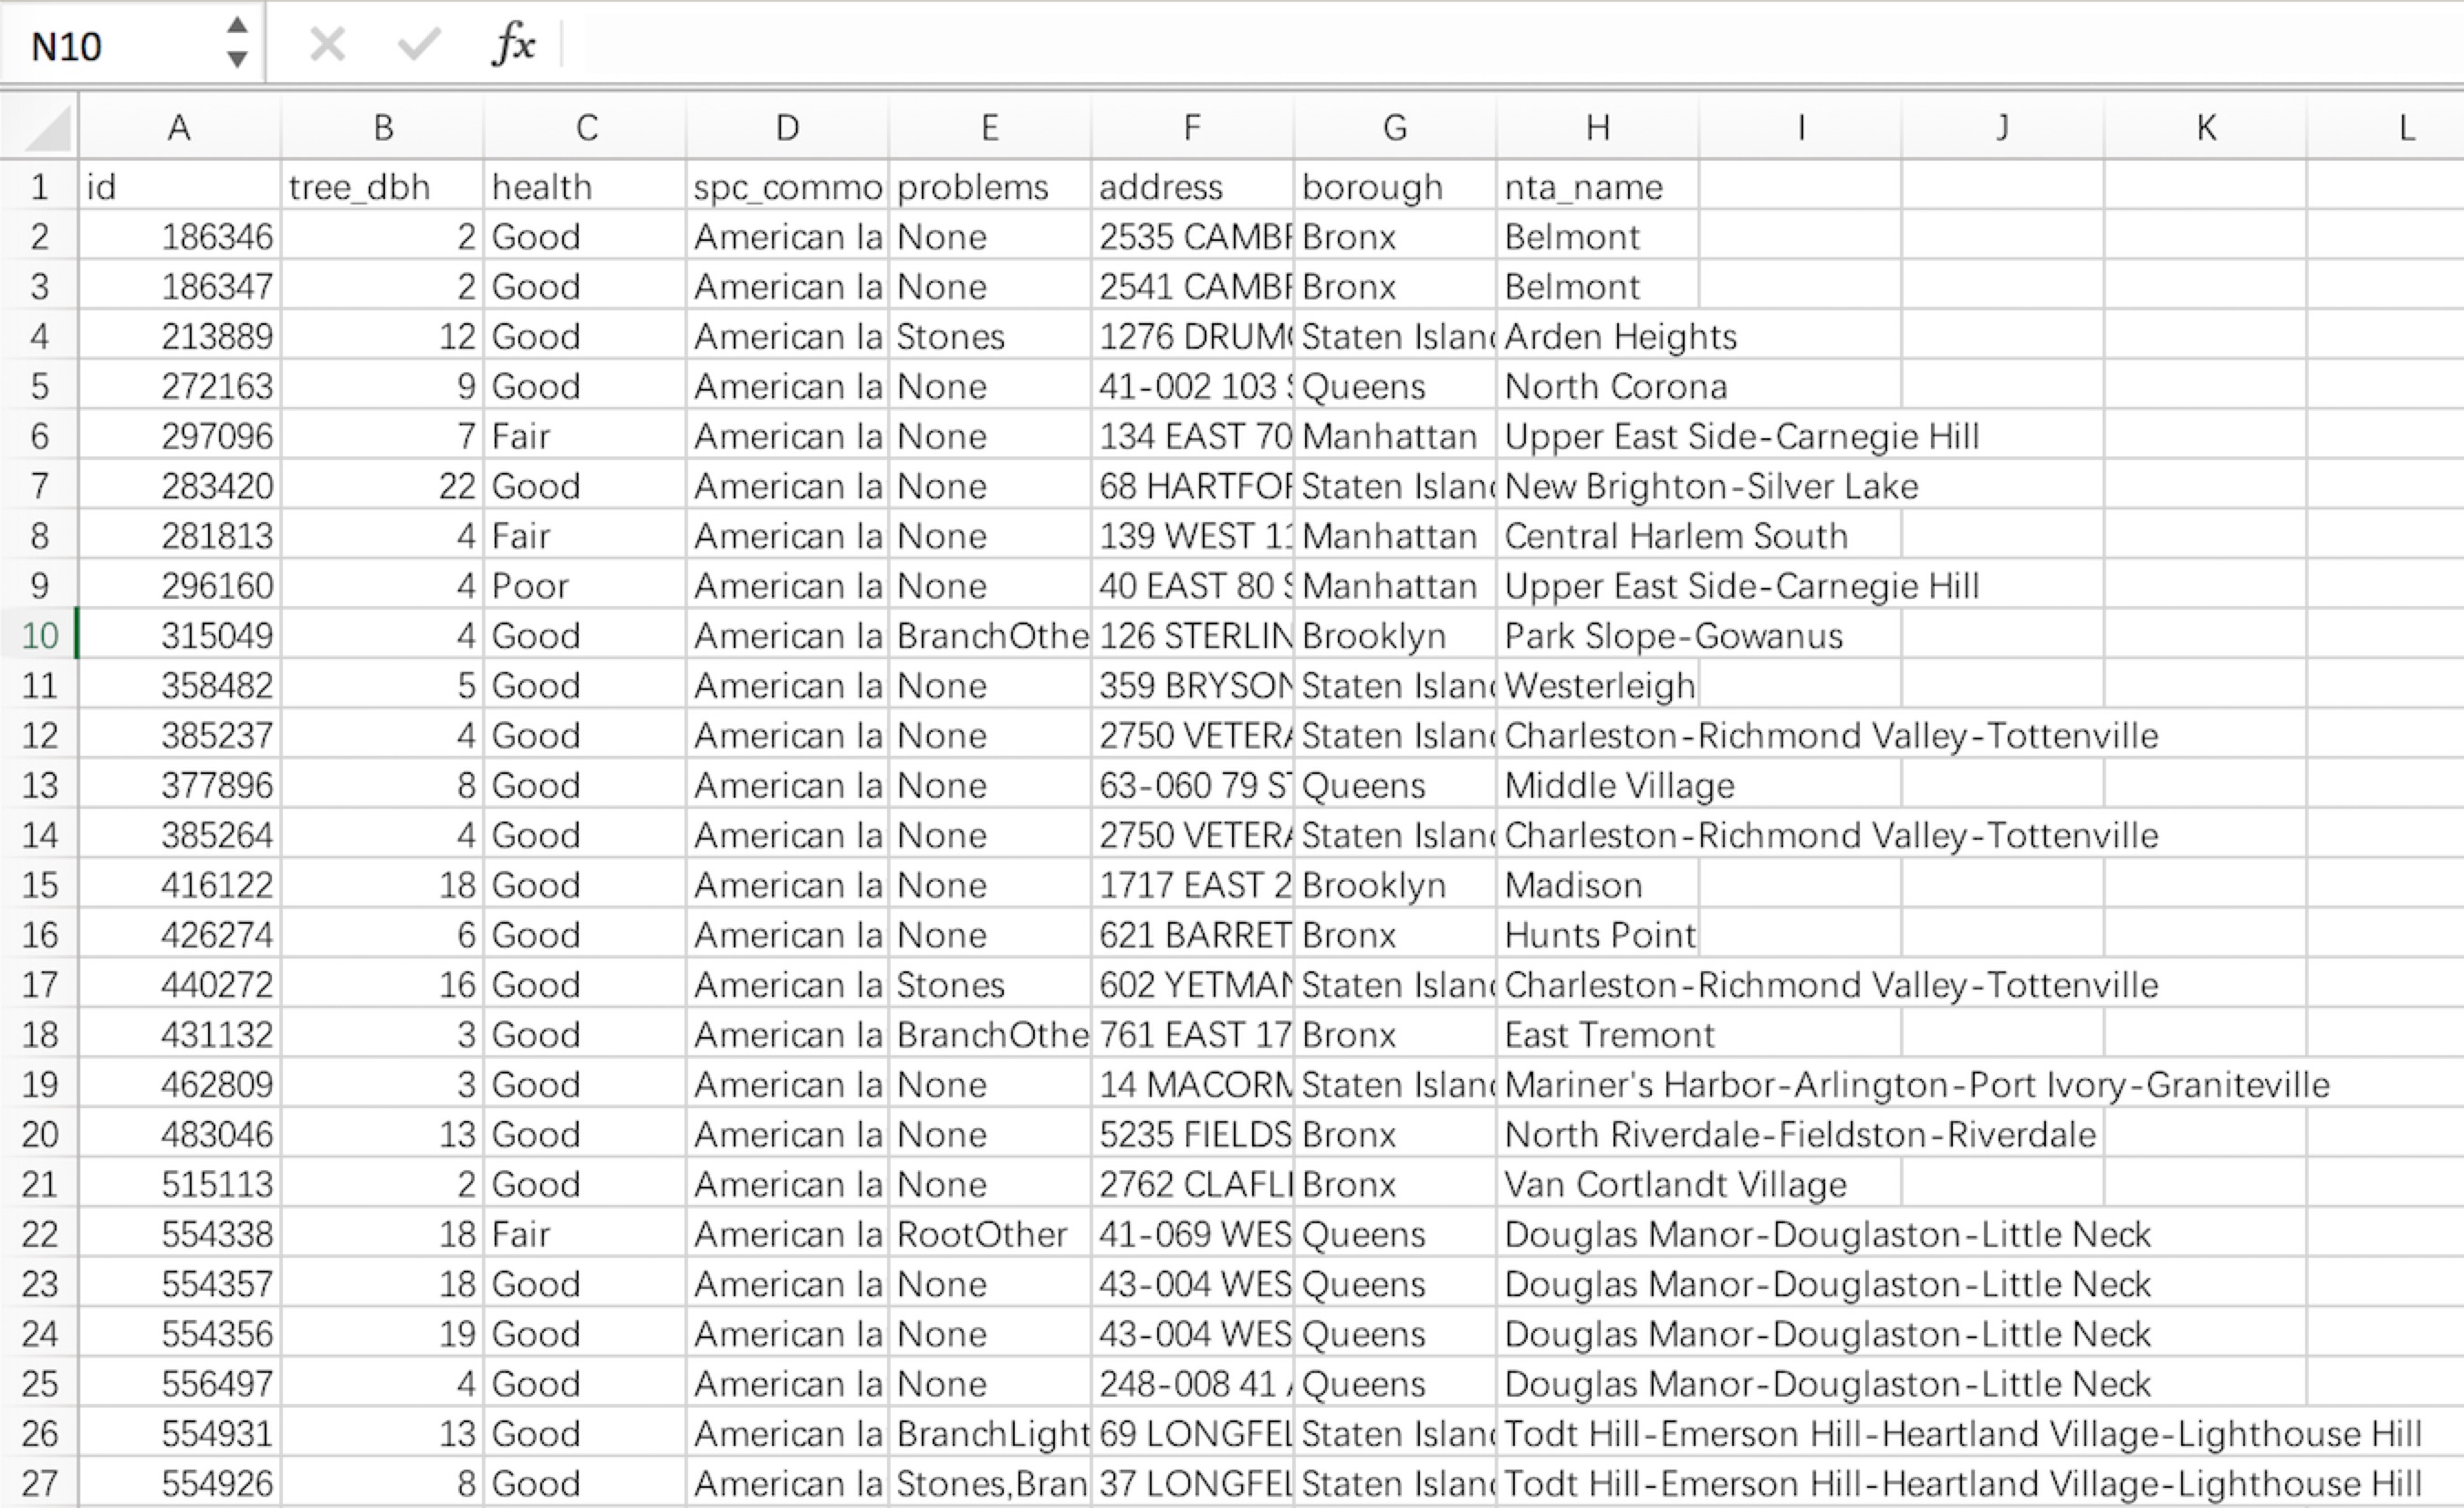 N10 fx
A B C D E F G H I J K L
1 id tree_dbh health spc_commo problems address borough nta_name
2 186346 2 Good American la None 2535 CAMBR Bronx Belmont
3 186347 2 Good American la None 2541 CAMBR Bronx Belmont
4 213889 12 Good American la Stones 1276 DRUM Staten Island Arden Heights
5 272163 9 Good American la None 41-002 103 S Queens North Corona
6 297096 7 Fair American la None 134 EAST 70 Manhattan Upper East Side-Carnegie Hill
7 283420 22 Good American la None 68 HARTFOR Staten Island New Brighton-Silver Lake
8 281813 4 Fair American la None 139 WEST 11 Manhattan Central Harlem South
9 296160 4 Poor American la None 40 EAST 80 S Manhattan Upper East Side-Carnegie Hill
10 315049 4 Good American la BranchOthe 126 STERLIN Brooklyn Park Slope-Gowanus
11 358482 5 Good American la None 359 BRYSON Staten Island Westerleigh
12 385237 4 Good American la None 2750 VETERA Staten Island Charleston-Richmond Valley-Tottenville
13 377896 8 Good American la None 63-060 79 ST Queens Middle Village
14 385264 4 Good American la None 2750 VETERA Staten Island Charleston-Richmond Valley-Tottenville
15 416122 18 Good American la None 1717 EAST 2 Brooklyn Madison
16 426274 6 Good American la None 621 BARRET Bronx Hunts Point
17 440272 16 Good American la Stones 602 YETMAN Staten Island Charleston-Richmond Valley-Tottenville
18 431132 3 Good American la BranchOthe 761 EAST 17 Bronx East Tremont
19 462809 3 Good American la None 14 MACORM Staten Island Mariner's Harbor-Arlington-Port Ivory-Graniteville
20 483046 13 Good American la None 5235 FIELDS Bronx North Riverdale-Fieldston-Riverdale
21 515113 2 Good American la None 2762 CLAFLI Bronx Van Cortlandt Village
22 554338 18 Fair American la RootOther 41-069 WES Queens Douglas Manor-Douglaston-Little Neck
23 554357 18 Good American la None 43-004 WES Queens Douglas Manor-Douglaston-Little Neck
24 554356 19 Good American la None 43-004 WES Queens Douglas Manor-Douglaston-Little Neck
25 556497 4 Good American la None 248-008 41 A Queens Douglas Manor-Douglaston-Little Neck
26 554931 13 Good American la BranchLight 69 LONGFEL Staten Island Todt Hill-Emerson Hill-Heartland Village-Lighthouse Hill
27 554926 8 Good American la Stones,Bran 37 LONGFEL Staten Island Todt Hill-Emerson Hill-Heartland Village-Lighthouse Hill